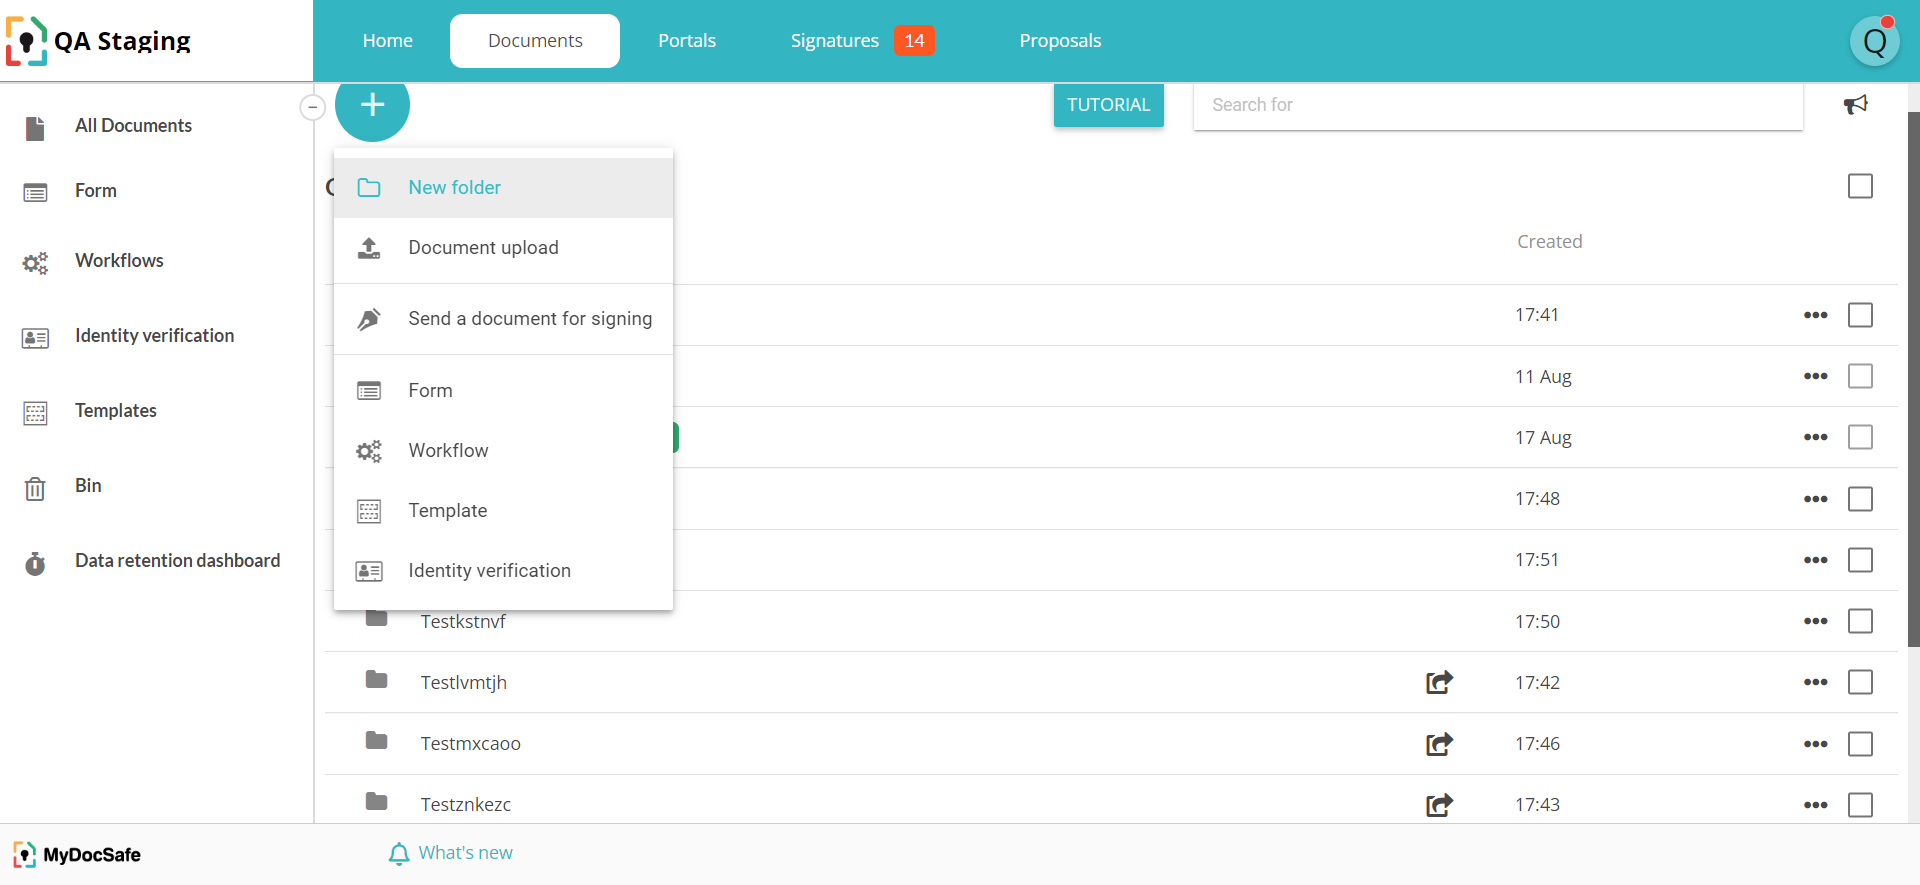 QA Staging
Home
Documents
Portals
Signatures 14
Proposals
Q
All Documents
Form
Workflows
Identity verification
Templates
Bin
Data retention dashboard
TUTORIAL
Search for
New folder
Document upload
Send a document for signing
Form
Workflow
Template
Identity verification
Created
17:41
11 Aug
17 Aug
17:48
17:51
Testkstnvf 17:50
Testlvmtjh 17:42
Testmxcaoo 17:46
Testznkezc 17:43
MyDocSafe
What's new